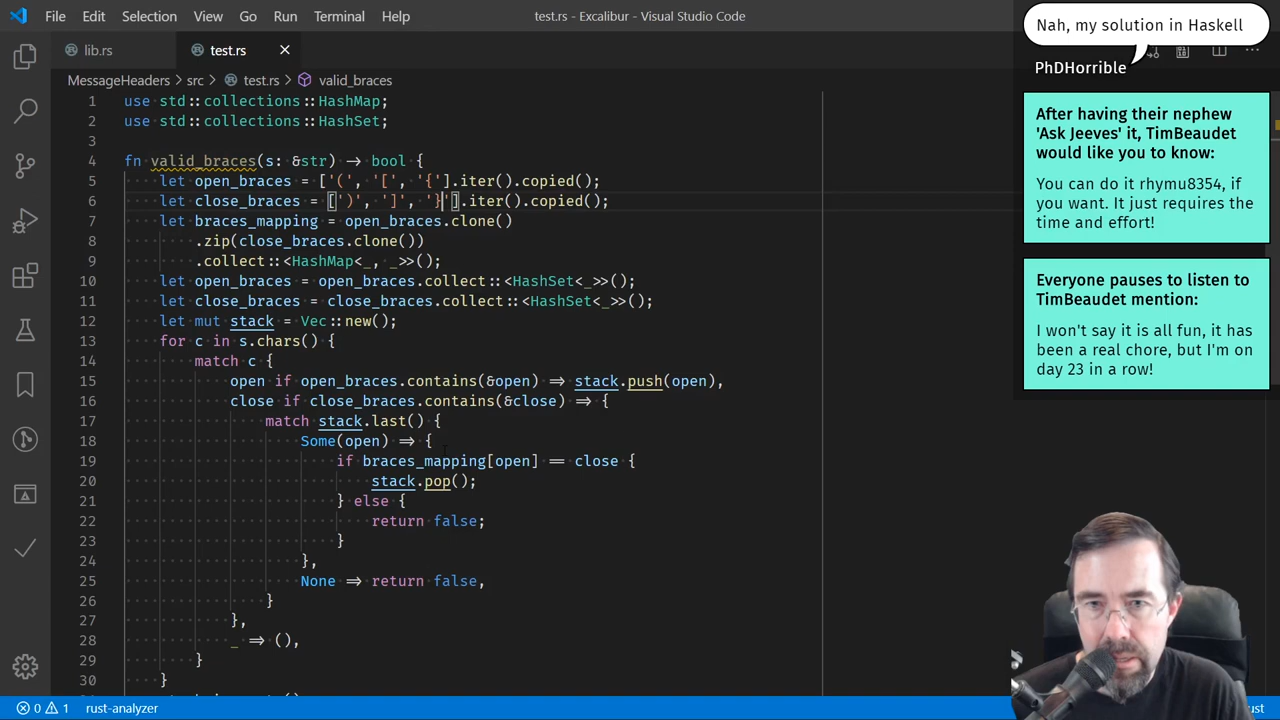 File Edit Selection View Go Run Terminal Help
test.rs - Excalibur - Visual Studio Code
lib.rs
test.rs
MessageHeaders › src › test.rs › valid_braces
1 use std::collections::HashMap;
2 use std::collections::HashSet;
3
4 fn valid_braces(s: &str) -> bool {
5 let open_braces = ['(', '[', '{'].iter().copied();
6 let close_braces = [')', ']', '}'].iter().copied();
7 let braces_mapping = open_braces.clone()
8 .zip(close_braces.clone())
9 .collect::<HashMap<_, _>>();
10 let open_braces = open_braces.collect::<HashSet<_>>();
11 let close_braces = close_braces.collect::<HashSet<_>>();
12 let mut stack = Vec::new();
13 for c in s.chars() {
14 match c {
15 open if open_braces.contains(&open) => stack.push(open),
16 close if close_braces.contains(&close) => {
17 match stack.last() {
18 Some(open) => {
19 if braces_mapping[open] == close {
20 stack.pop();
21 } else {
22 return false;
23 }
24 },
25 None => return false,
26 }
27 },
28 _ => (),
29 }
30 }
0 1 rust-analyzer
Nah, my solution in Haskell
PhDHorrible
After having their nephew
'Ask Jeeves' it, TimBeaudet
would like you to know:
You can do it rhymu8354, if
you want. It just requires the
time and effort!
Everyone pauses to listen to
TimBeaudet mention:
I won't say it is all fun, it has
been a real chore, but I'm on
day 23 in a row!